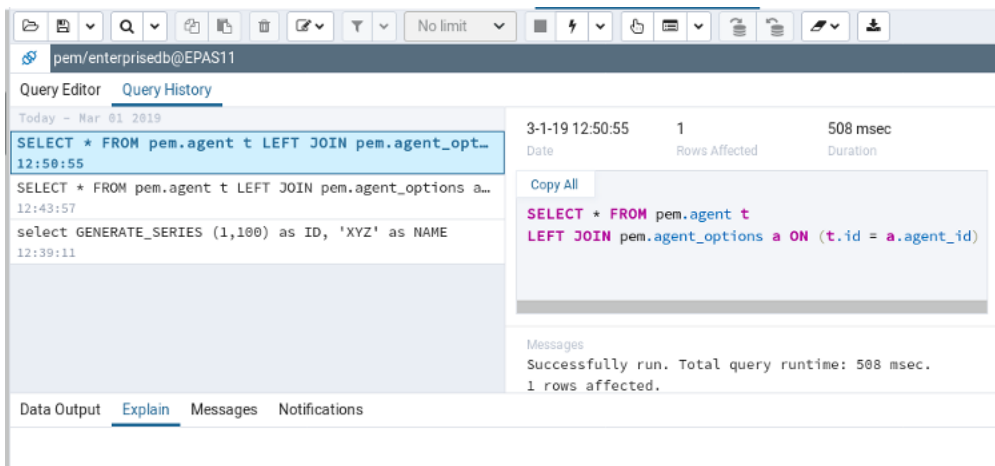 No limit
pem/enterprisedb@EPAS11
Query Editor Query History
Today - Mar 01 2019
SELECT * FROM pem.agent t LEFT JOIN pem.agent_opt…
12:50:55
SELECT * FROM pem.agent t LEFT JOIN pem.agent_options a…
12:43:57
select GENERATE_SERIES (1,100) as ID, 'XYZ' as NAME
12:39:11
3-1-19 12:50:55 1 508 msec
Date Rows Affected Duration
Copy All
SELECT * FROM pem.agent t
LEFT JOIN pem.agent_options a ON (t.id = a.agent_id)
Messages
Successfully run. Total query runtime: 508 msec.
1 rows affected.
Data Output Explain Messages Notifications